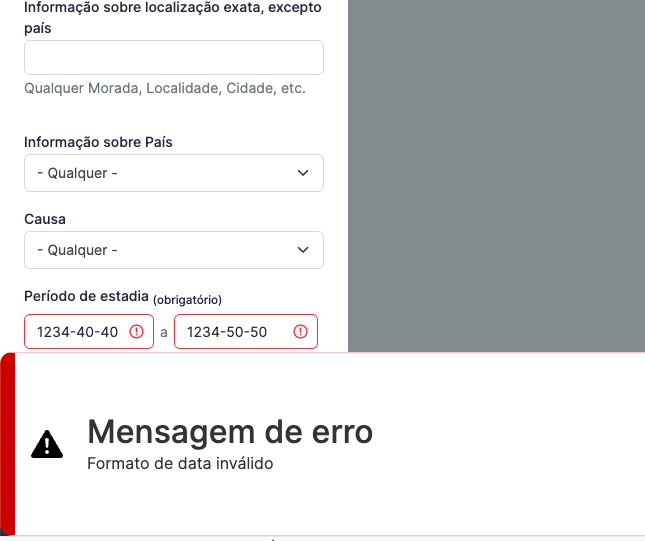 Informação sobre localização exata, excepto
país
Qualquer Morada, Localidade, Cidade, etc.
Informação sobre País
- Qualquer -
Causa
- Qualquer -
Período de estadia (obrigatório)
1234-40-40 a 1234-50-50
Mensagem de erro
Formato de data inválido